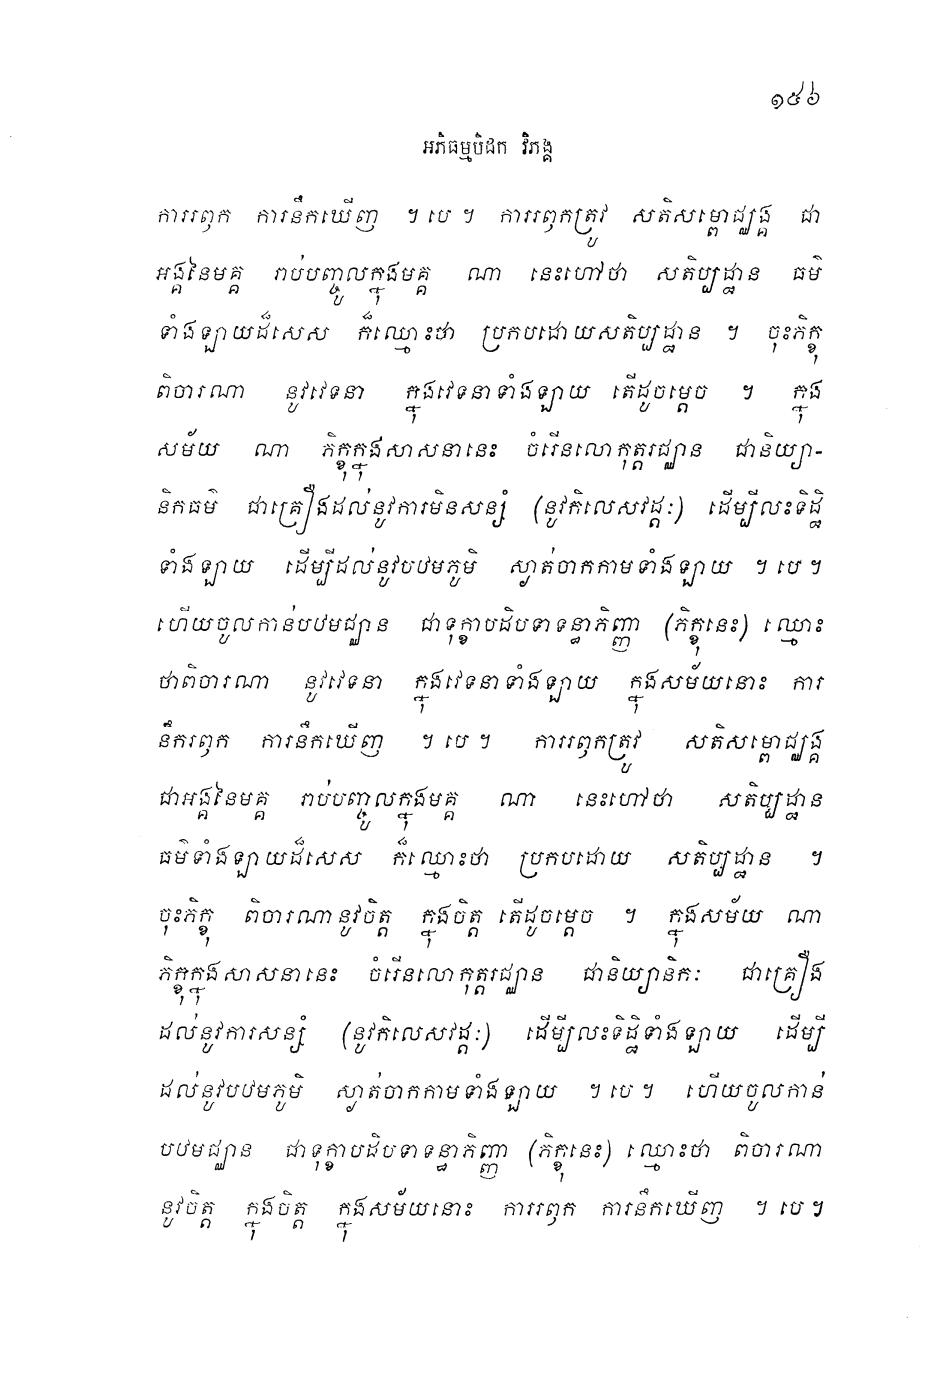 ១៥៦
អភិធម្មបិដក វិភង្គ
ការរឭក ការនឹកឃើញ ។ បេ ។ ការរឭកត្រូវ សតិសម្ពោជ្ឈង្គ ជា
អង្គនៃមគ្គ រាប់បញ្ចូលក្នុងមគ្គ ណា នេះហៅថា សតិប្បដ្ឋាន ធម៌
ទាំងឡាយដ៏សេស ក៏ឈ្មោះថា ប្រកបដោយសតិប្បដ្ឋាន ។ ចុះភិក្ខុ
ពិចារណា នូវវេទនា ក្នុងវេទនាទាំងឡាយ តើដូចម្តេច ។ ក្នុង
សម័យ ណា ភិក្ខុក្នុងសាសនានេះ ចំរើនលោកុត្តរជ្ឈាន ជានិយ្យា-
និកធម៌ ជាគ្រឿងដល់នូវការមិនសន្សំ (នូវកិលេសវដ្តៈ) ដើម្បីលះទិដ្ឋិ
ទាំងឡាយ ដើម្បីដល់នូវបឋមភូមិ ស្ងាត់ចាកកាមទាំងឡាយ ។ បេ ។
ហើយចូលកាន់បឋមជ្ឈាន ជាទុក្ខាបដិបទាទន្ធាភិញ្ញា (ភិក្ខុនេះ) ឈ្មោះ
ថាពិចារណា នូវវេទនា ក្នុងវេទនាទាំងឡាយ ក្នុងសម័យនោះ ការ
នឹករឭក ការនឹកឃើញ ។ បេ ។ ការរឭកត្រូវ សតិសម្ពោជ្ឈង្គ
ជាអង្គនៃមគ្គ រាប់បញ្ចូលក្នុងមគ្គ ណា នេះហៅថា សតិប្បដ្ឋាន
ធម៌ទាំងឡាយដ៏សេស ក៏ឈ្មោះថា ប្រកបដោយ សតិប្បដ្ឋាន ។
ចុះភិក្ខុ ពិចារណានូវចិត្ត ក្នុងចិត្ត តើដូចម្តេច ។ ក្នុងសម័យ ណា
ភិក្ខុក្នុងសាសនានេះ ចំរើនលោកុត្តរជ្ឈាន ជានិយ្យានិកៈ ជាគ្រឿង
ដល់នូវការសន្សំ (នូវកិលេសវដ្តៈ) ដើម្បីលះទិដ្ឋិទាំងឡាយ ដើម្បី
ដល់នូវបឋមភូមិ ស្ងាត់ចាកកាមទាំងឡាយ ។ បេ ។ ហើយចូលកាន់
បឋមជ្ឈាន ជាទុក្ខាបដិបទាទន្ធាភិញ្ញា (ភិក្ខុនេះ) ឈ្មោះថា ពិចារណា
នូវចិត្ត ក្នុងចិត្ត ក្នុងសម័យនោះ ការរឭក ការនឹកឃើញ ។ បេ ។